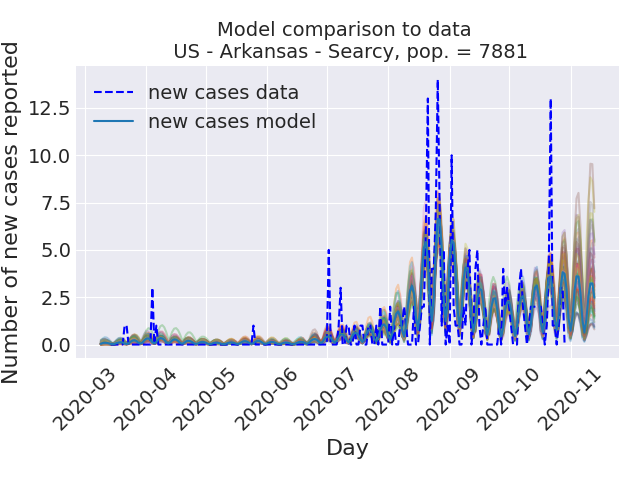 Model comparison to data
US - Arkansas - Searcy, pop. = 7881
new cases data
new cases model
Number of new cases reported
12.5
10.0
7.5
5.0
2.5
0.0
2020-03
2020-04
2020-05
2020-06
2020-07
2020-08
2020-09
2020-10
2020-11
Day